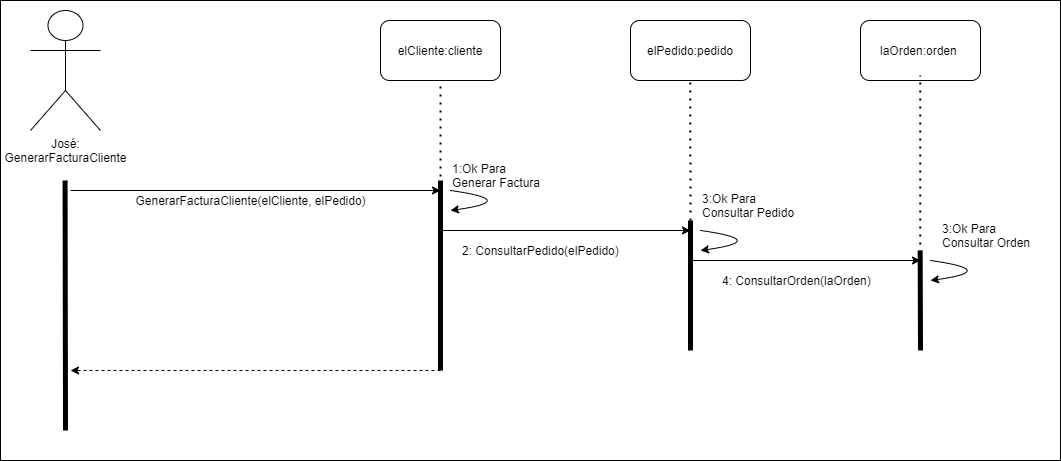 elCliente:cliente
elPedido:pedido
laOrden:orden
José:
GenerarFacturaCliente
1:Ok Para
Generar Factura
GenerarFacturaCliente(elCliente, elPedido)
3:Ok Para
Consultar Pedido
2: ConsultarPedido(elPedido)
3:Ok Para
Consultar Orden
4: ConsultarOrden(laOrden)